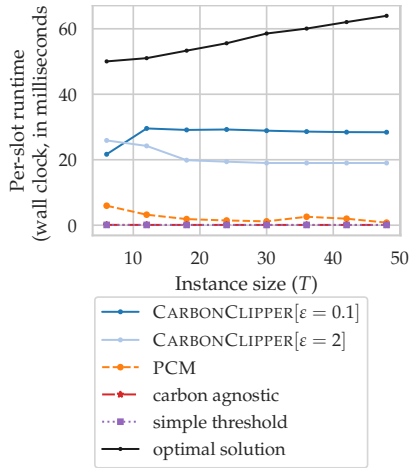 Per-slot runtime
(wall clock, in milliseconds
60
40
20
0
10 20 30 40 50
Instance size (T)
CARBONCLIPPER[ε = 0.1]
CARBONCLIPPER[ε = 2]
PCM
carbon agnostic
simple threshold
optimal solution